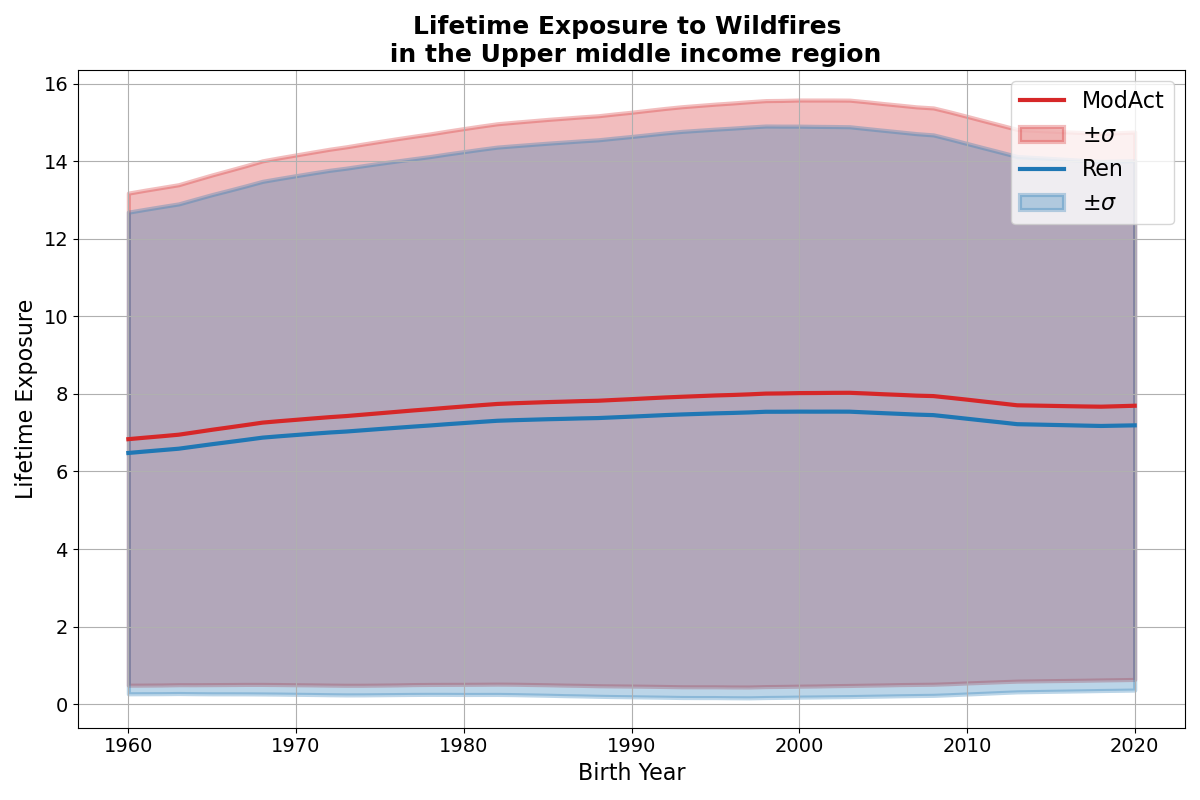 Lifetime Exposure to Wildfires
in the Upper middle income region
16
14
12
10
8
6
4
2
0
Lifetime Exposure
ModAct
±σ
Ren
±σ
1960
1970
1980
1990
2000
2010
2020
Birth Year